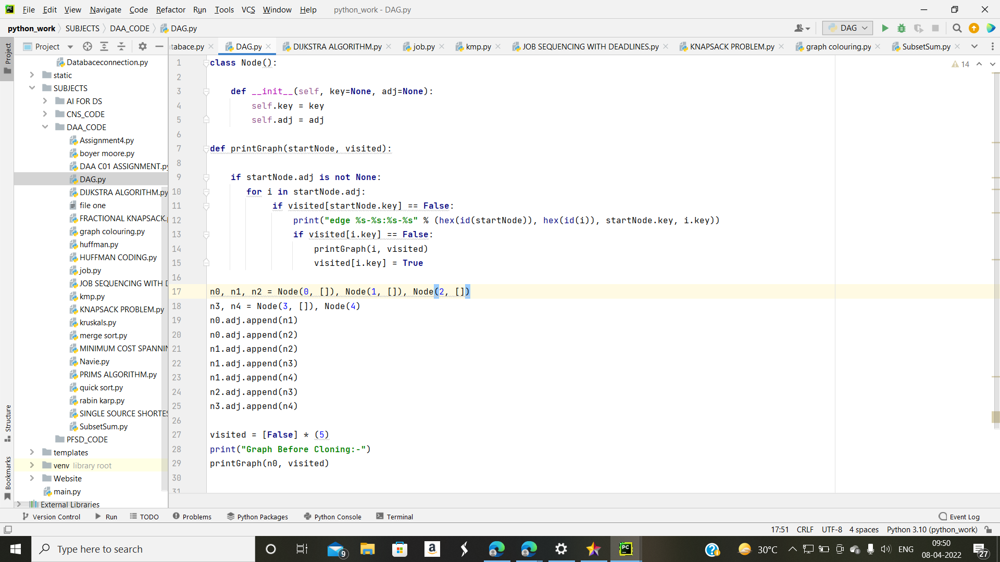 File Edit View Navigate Code Refactor Run Tools VCS Window Help python_work - DAG.py
python_work SUBJECTS DAA_CODE DAG.py DAG
Project tabace.py DAG.py DIJKSTRA ALGORITHM.py job.py kmp.py JOB SEQUENCING WITH DEADLINES.py KNAPSACK PROBLEM.py graph colouring.py SubsetSum.py
Project
Structure
Bookmarks
Databaceconnection.py
static
SUBJECTS
AI FOR DS
CNS_CODE
DAA_CODE
Assignment4.py
boyer moore.py
DAA C01 ASSIGNMENT.py
DAG.py
DIJKSTRA ALGORITHM.py
file one
FRACTIONAL KNAPSACK.
graph colouring.py
huffman.py
HUFFMAN CODING.py
job.py
JOB SEQUENCING WITH D
kmp.py
KNAPSACK PROBLEM.py
kruskals.py
merge sort.py
MINIMUM COST SPANNIN
Navie.py
PRIMS ALGORITHM.py
quick sort.py
rabin karp.py
SINGLE SOURCE SHORTES
SubsetSum.py
PFSD_CODE
templates
venv library root
Website
main.py
External Libraries
14
1 class Node():
2
3 def __init__(self, key=None, adj=None):
4 self.key = key
5 self.adj = adj
6
7 def printGraph(startNode, visited):
8
9 if startNode.adj is not None:
10 for i in startNode.adj:
11 if visited[startNode.key] == False:
12 print("edge %s-%s:%s-%s" % (hex(id(startNode)), hex(id(i)), startNode.key, i.key))
13 if visited[i.key] == False:
14 printGraph(i, visited)
15 visited[i.key] = True
16
17 n0, n1, n2 = Node(0, []), Node(1, []), Node(2, [])
18 n3, n4 = Node(3, []), Node(4)
19 n0.adj.append(n1)
20 n0.adj.append(n2)
21 n1.adj.append(n2)
22 n1.adj.append(n3)
23 n1.adj.append(n4)
24 n2.adj.append(n3)
25 n3.adj.append(n4)
26
27 visited = [False] * (5)
28 print("Graph Before Cloning:-")
29 printGraph(n0, visited)
30
31
Version Control Run TODO Problems Python Packages Python Console Terminal Event Log
17:51 CRLF UTF-8 4 spaces Python 3.10 (python_work)
Type here to search 9 a PC 30°C ENG 09:50
08-04-2022 27